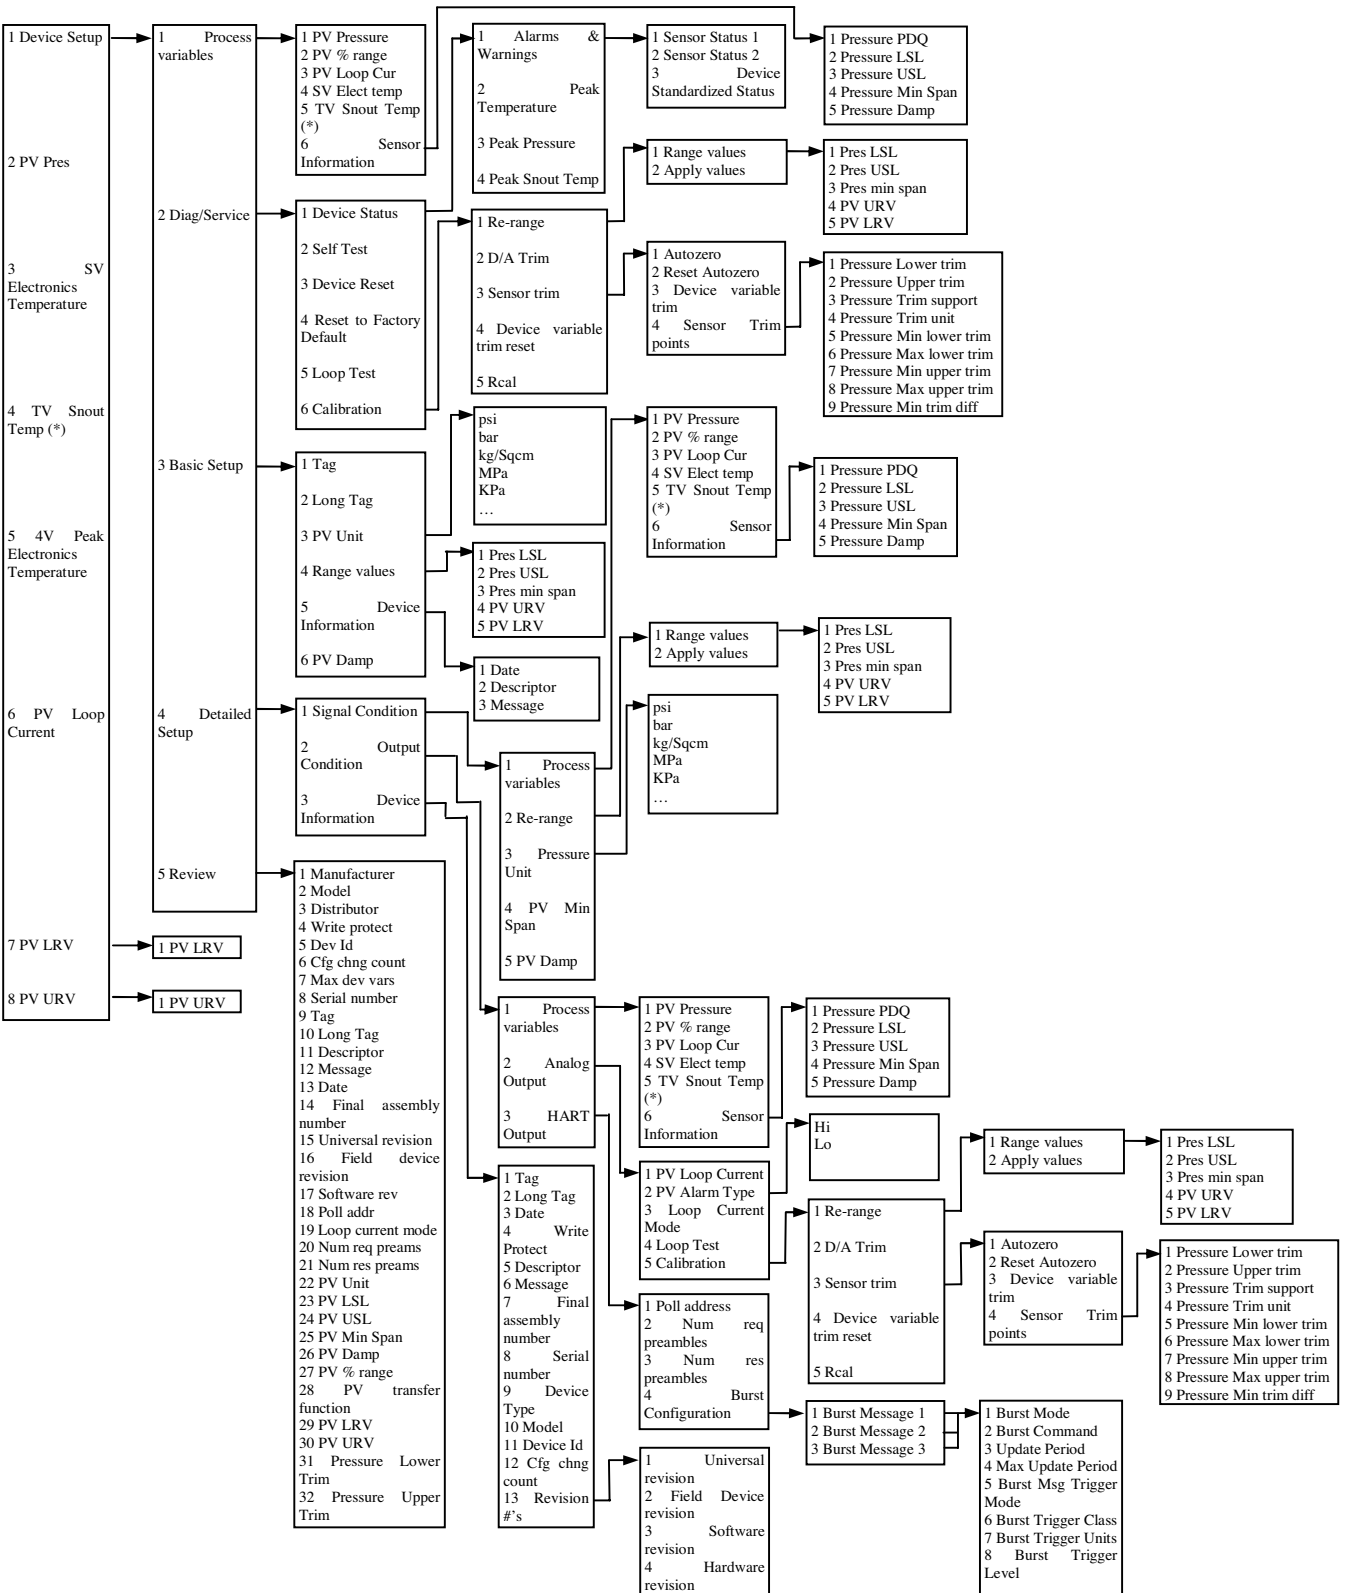 1 Device Setup
2 PV Pres
3 SV
Electronics
Temperature
4 TV Snout
Temp (*)
5 4V Peak
Electronics
Temperature
6 PV Loop
Current
7 PV LRV
8 PV URV
1 Process
variables
2 Diag/Service
3 Basic Setup
4 Detailed
Setup
5 Review
1 PV LRV
1 PV URV
1 PV Pressure
2 PV % range
3 PV Loop Cur
4 SV Elect temp
5 TV Snout Temp
(*)
6 Sensor
Information
1 Device Status
2 Self Test
3 Device Reset
4 Reset to Factory
Default
5 Loop Test
6 Calibration
1 Tag
2 Long Tag
3 PV Unit
4 Range values
5 Device
Information
6 PV Damp
1 Signal Condition
2 Output
Condition
3 Device
Information
1 Manufacturer
2 Model
3 Distributor
4 Write protect
5 Dev Id
6 Cfg chng count
7 Max dev vars
8 Serial number
9 Tag
10 Long Tag
11 Descriptor
12 Message
13 Date
14 Final assembly
number
15 Universal revision
16 Field device
revision
17 Software rev
18 Poll addr
19 Loop current mode
20 Num req preams
21 Num res preams
22 PV Unit
23 PV LSL
24 PV USL
25 PV Min Span
26 PV Damp
27 PV % range
28 PV transfer
function
29 PV LRV
30 PV URV
31 Pressure Lower
Trim
32 Pressure Upper
Trim
1 Alarms &
Warnings
2 Peak
Temperature
3 Peak Pressure
4 Peak Snout Temp
1 Re-range
2 D/A Trim
3 Sensor trim
4 Device variable
trim reset
5 Rcal
psi
bar
kg/Sqcm
MPa
KPa
…
1 Pres LSL
2 Pres USL
3 Pres min span
4 PV URV
5 PV LRV
1 Date
2 Descriptor
3 Message
1 Process
variables
2 Re-range
3 Pressure
Unit
4 PV Min
Span
5 PV Damp
1 Process
variables
2 Analog
Output
3 HART
Output
1 Tag
2 Long Tag
3 Date
4 Write
Protect
5 Descriptor
6 Message
7 Final
assembly
number
8 Serial
number
9 Device
Type
10 Model
11 Device Id
12 Cfg chng
count
13 Revision
#'s
1 Sensor Status 1
2 Sensor Status 2
3 Device
Standardized Status
1 Range values
2 Apply values
1 Autozero
2 Reset Autozero
3 Device variable
trim
4 Sensor Trim
points
1 PV Pressure
2 PV % range
3 PV Loop Cur
4 SV Elect temp
5 TV Snout Temp
(*)
6 Sensor
Information
1 Range values
2 Apply values
psi
bar
kg/Sqcm
MPa
KPa
…
1 PV Pressure
2 PV % range
3 PV Loop Cur
4 SV Elect temp
5 TV Snout Temp
(*)
6 Sensor
Information
1 PV Loop Current
2 PV Alarm Type
3 Loop Current
Mode
4 Loop Test
5 Calibration
1 Poll address
2 Num req
preambles
3 Num res
preambles
4 Burst
Configuration
1 Universal
revision
2 Field Device
revision
3 Software
revision
4 Hardware
revision
1 Pressure PDQ
2 Pressure LSL
3 Pressure USL
4 Pressure Min Span
5 Pressure Damp
1 Pres LSL
2 Pres USL
3 Pres min span
4 PV URV
5 PV LRV
1 Pressure Lower trim
2 Pressure Upper trim
3 Pressure Trim support
4 Pressure Trim unit
5 Pressure Min lower trim
6 Pressure Max lower trim
7 Pressure Min upper trim
8 Pressure Max upper trim
9 Pressure Min trim diff
1 Pressure PDQ
2 Pressure LSL
3 Pressure USL
4 Pressure Min Span
5 Pressure Damp
1 Pres LSL
2 Pres USL
3 Pres min span
4 PV URV
5 PV LRV
1 Pressure PDQ
2 Pressure LSL
3 Pressure USL
4 Pressure Min Span
5 Pressure Damp
Hi
Lo
1 Re-range
2 D/A Trim
3 Sensor trim
4 Device variable
trim reset
5 Rcal
1 Burst Message 1
2 Burst Message 2
3 Burst Message 3
1 Range values
2 Apply values
1 Autozero
2 Reset Autozero
3 Device variable
trim
4 Sensor Trim
points
1 Burst Mode
2 Burst Command
3 Update Period
4 Max Update Period
5 Burst Msg Trigger
Mode
6 Burst Trigger Class
7 Burst Trigger Units
8 Burst Trigger
Level
1 Pres LSL
2 Pres USL
3 Pres min span
4 PV URV
5 PV LRV
1 Pressure Lower trim
2 Pressure Upper trim
3 Pressure Trim support
4 Pressure Trim unit
5 Pressure Min lower trim
6 Pressure Max lower trim
7 Pressure Min upper trim
8 Pressure Max upper trim
9 Pressure Min trim diff